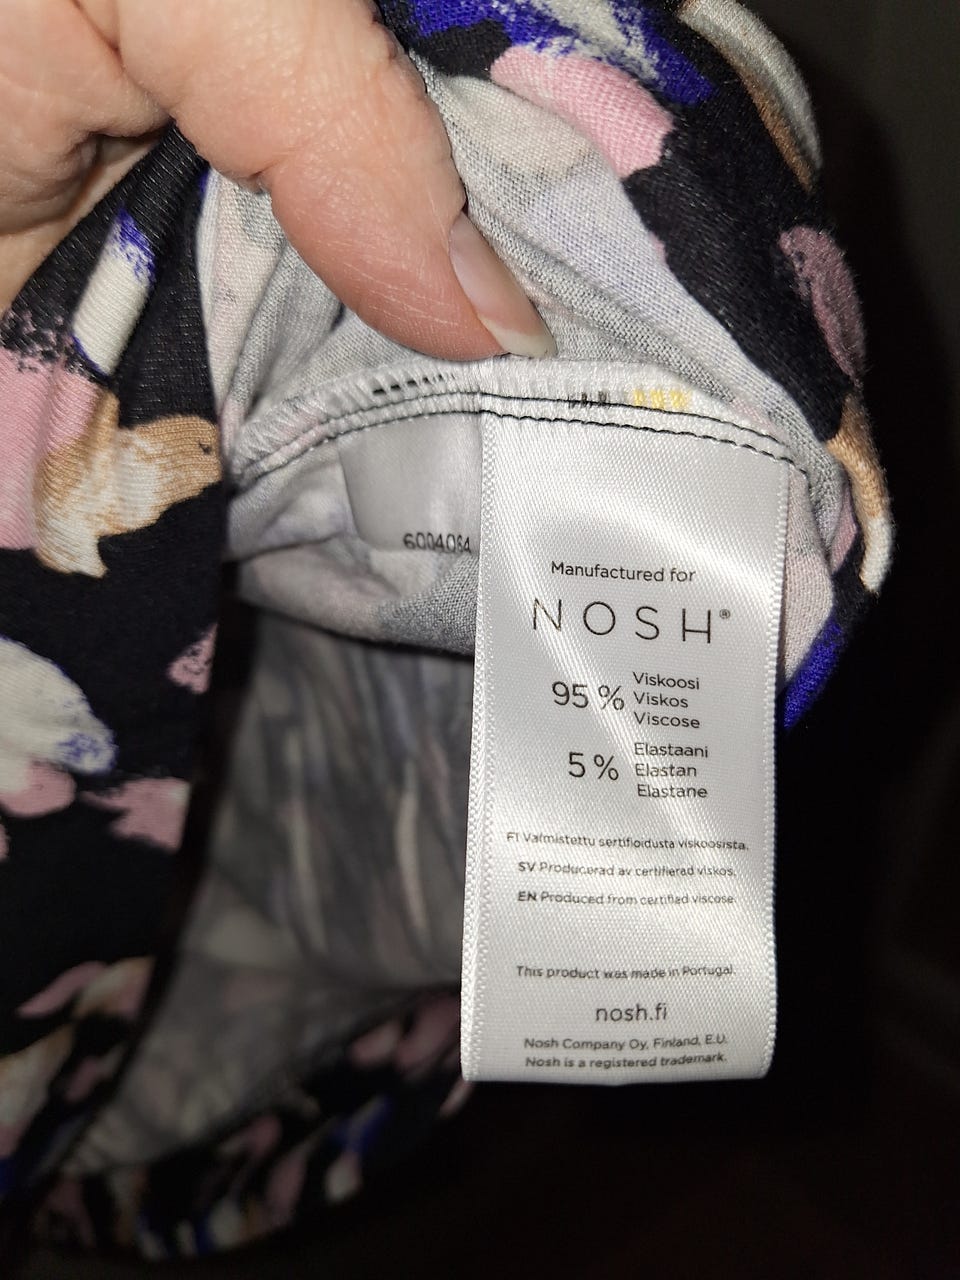 6004064
Manufactured for
NOSH®
95 % Viskoosi
Viskos
Viscose
5 % Elastaani
Elastan
Elastane
FI Valmistettu sertifioidusta viskoosista.
SV Producerad av certifierad viskos.
EN Produced from certified viscose.
This product was made in Portugal.
nosh.fi
Nosh Company Oy, Finland, E.U.
Nosh is a registered trademark.